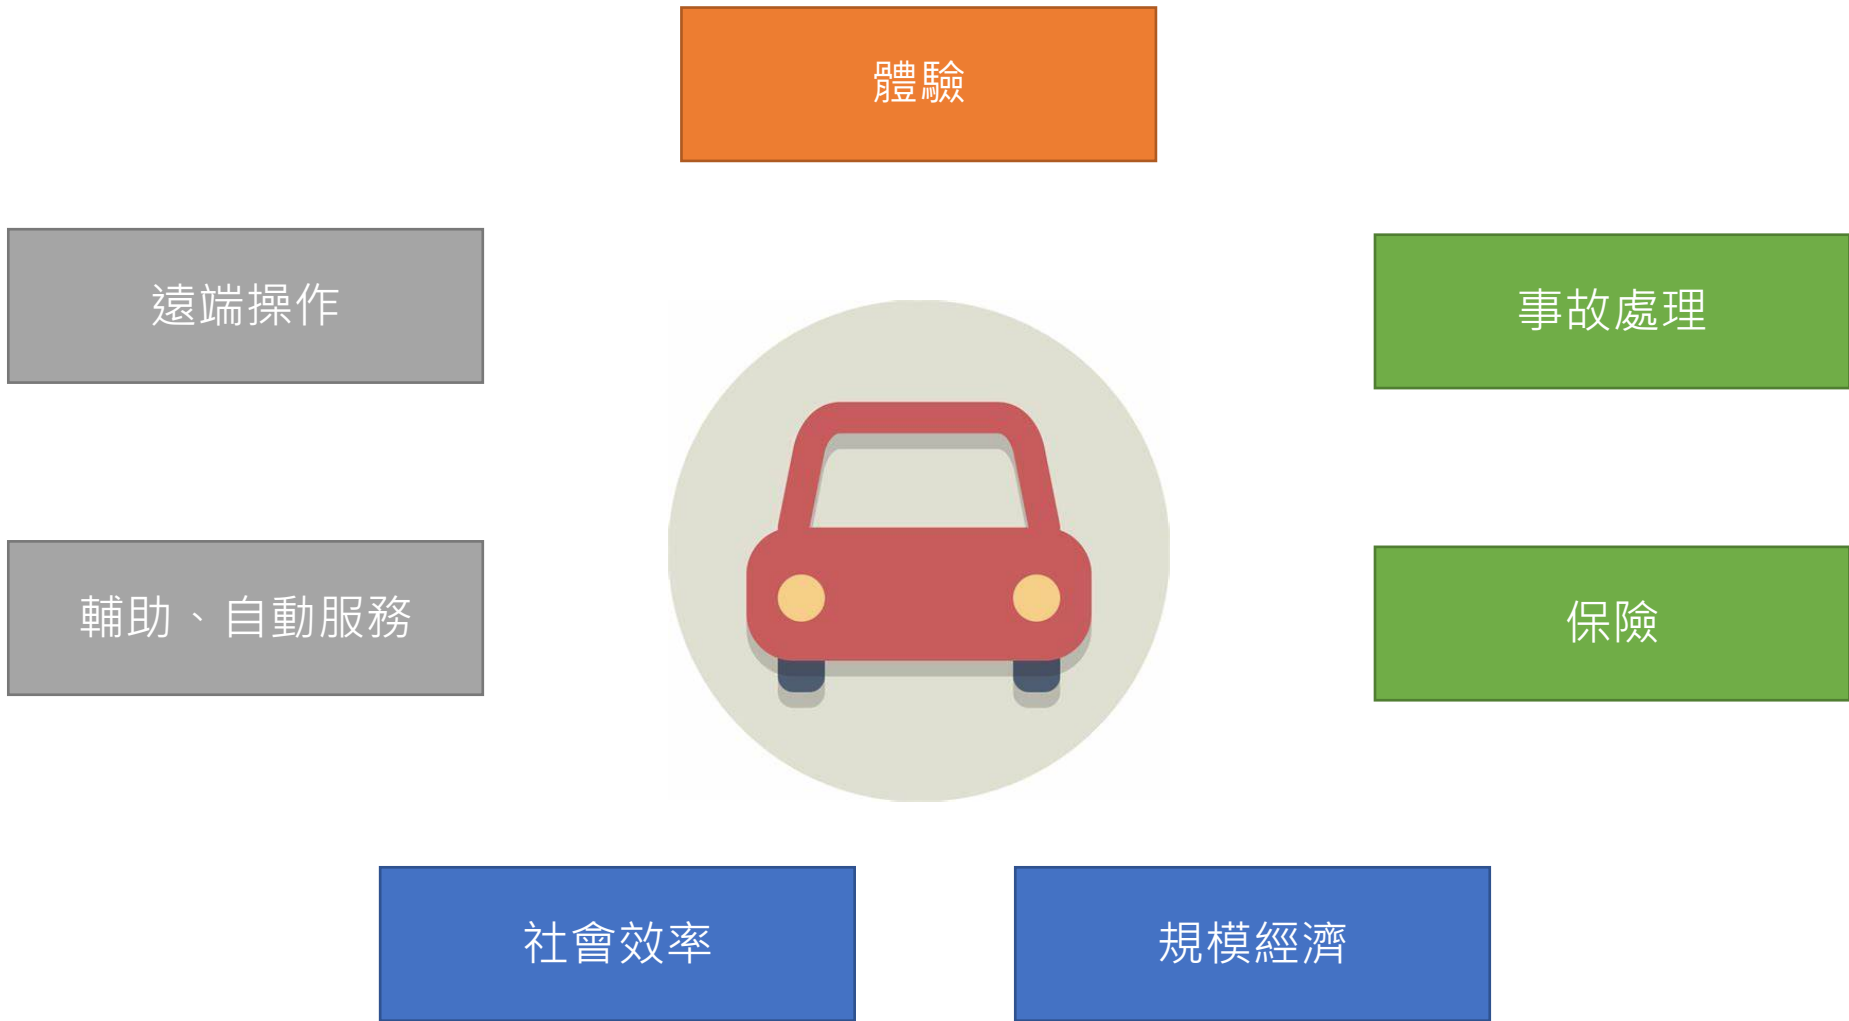 體驗
遠端操作
事故處理
輔助、自動服務
保險
社會效率
規模經濟